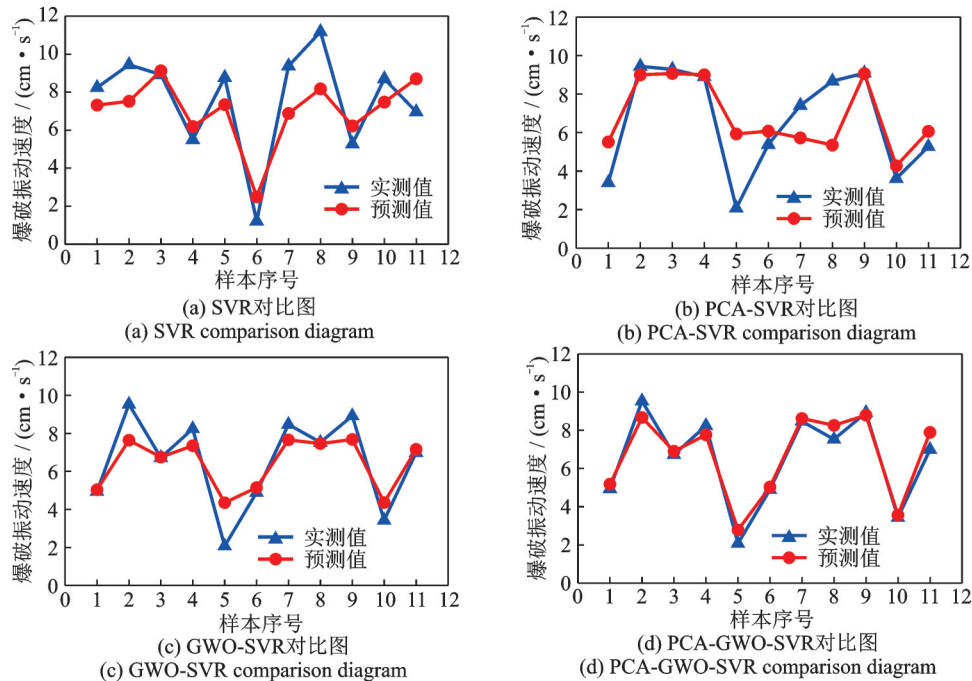 12
10
8
6
4
2
0
爆破振动速度 / (cm·s⁻¹)
实测值
预测值
0 1 2 3 4 5 6 7 8 9 10 11 12
样本序号
(a) SVR对比图
(a) SVR comparison diagram
12
10
8
6
4
2
0
爆破振动速度 / (cm·s⁻¹)
实测值
预测值
0 1 2 3 4 5 6 7 8 9 10 11 12
样本序号
(b) PCA-SVR对比图
(b) PCA-SVR comparison diagram
12
10
8
6
4
2
0
爆破振动速度 / (cm·s⁻¹)
实测值
预测值
0 1 2 3 4 5 6 7 8 9 10 11 12
样本序号
(c) GWO-SVR对比图
(c) GWO-SVR comparison diagram
12
10
8
6
4
2
0
爆破振动速度 / (cm·s⁻¹)
实测值
预测值
0 1 2 3 4 5 6 7 8 9 10 11 12
样本序号
(d) PCA-GWO-SVR对比图
(d) PCA-GWO-SVR comparison diagram